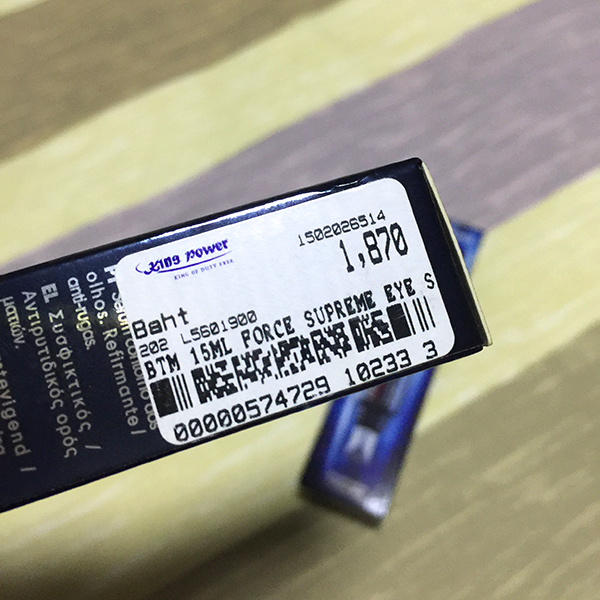 King Power
KING OF DUTY FREE
1502026514
1,870
Baht
202 L5601900
BTM 15ML FORCE SUPREME EYE S
00000574729 10233 3
olhos. Refirmante /
anti-rugas.
EL Συσφικτικός /
Αντιρυτιδικός ορός
ματιών.